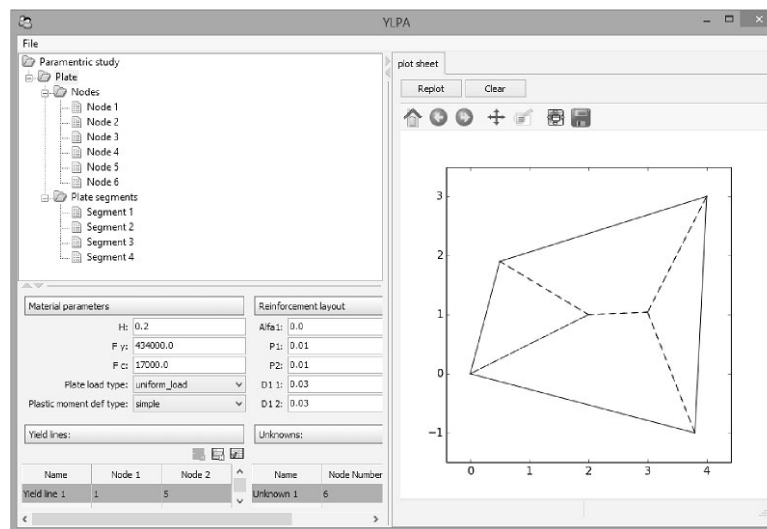 YLPA
File
Paramentric study
Plate
Nodes
Node 1
Node 2
Node 3
Node 4
Node 5
Node 6
Plate segments
Segment 1
Segment 2
Segment 3
Segment 4
Material parameters
H: 0.2
F y: 434000.0
F c: 17000.0
Plate load type: uniform_load
Plastic moment def type: simple
Reinforcement layout
Alfa1: 0.0
P1: 0.01
P2: 0.01
D1 1: 0.03
D1 2: 0.03
Yield lines:
Name Node 1 Node 2
Yield line 1 1 5
Unknowns:
Name Node Number
Unknown 1 6
plot sheet
Replot Clear
3
2
1
0
−1
0 1 2 3 4